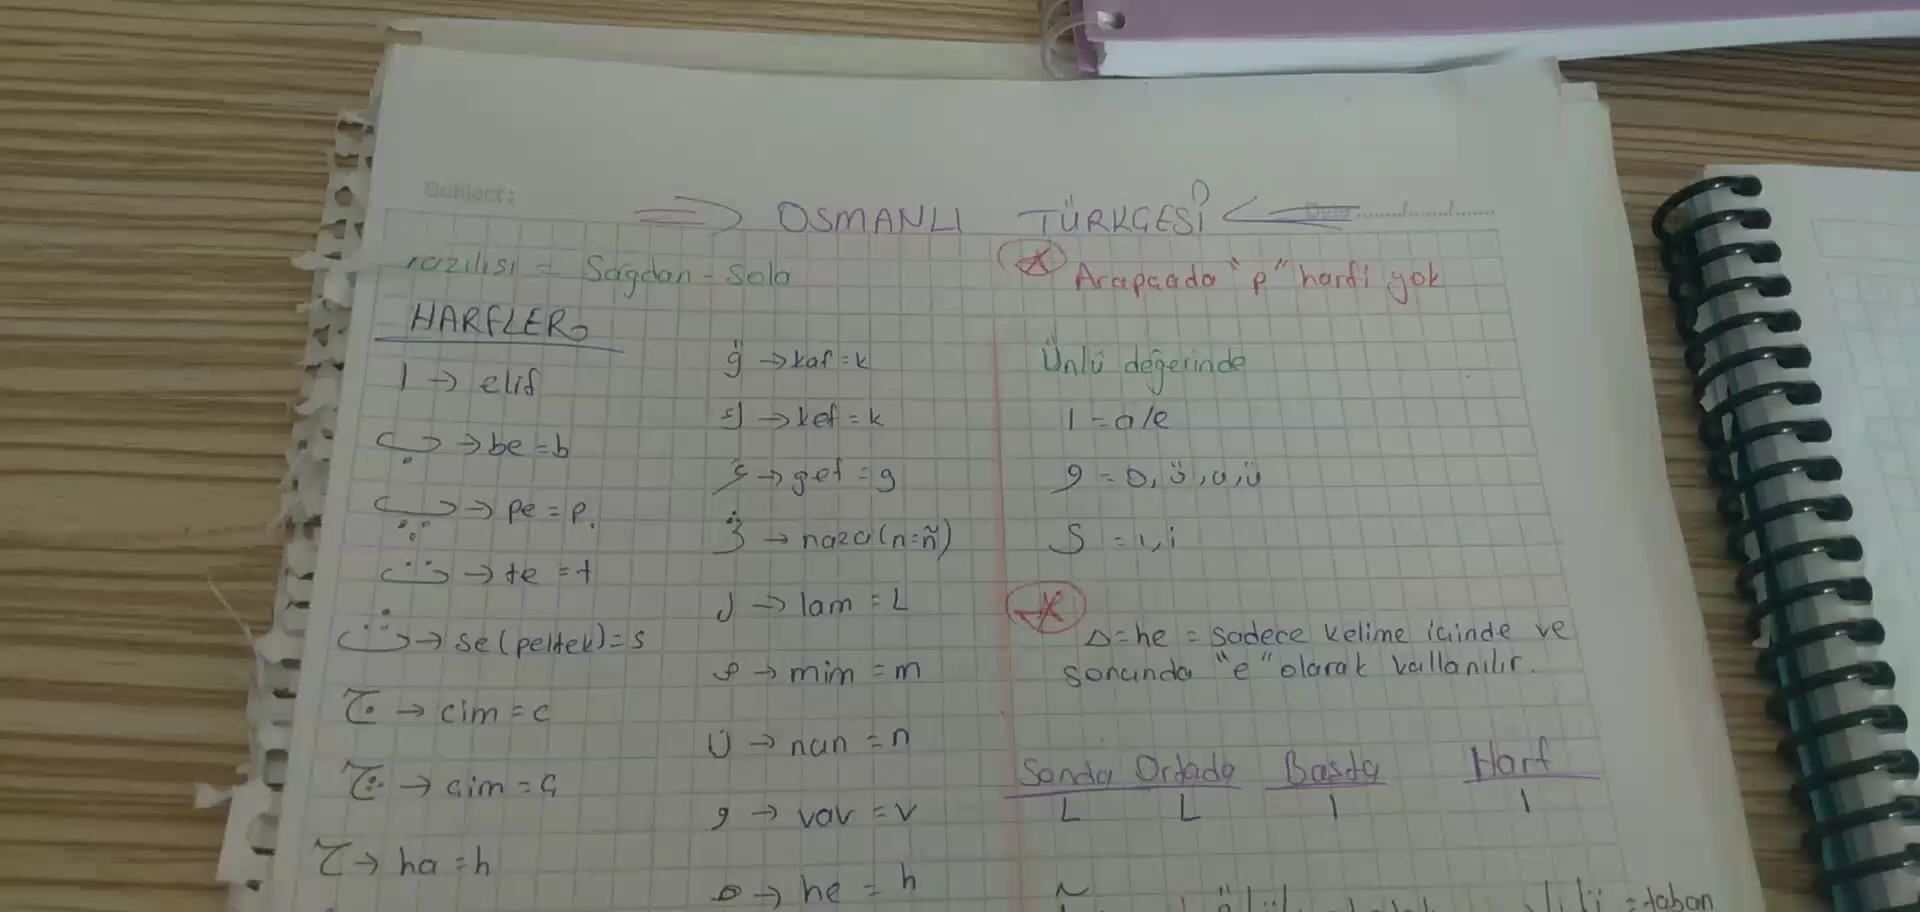 Subject:
⇒ OSMANLI TÜRKÇESİ ⇐
Date ....../....../......
Yazılışı = Sağdan - Sola
HARFLER
ا → elif
ب → be = b
پ → pe = p.
ت → te = t
ث → se (peltek) = s
ج → cim = c
چ → çim = ç
ح → ha = h
ق → kaf = k
ك → kef = k
→ gef = g
→ nazal (n=ñ)
ل → lam = L
م → mim = m
ن → nun = n
و → vav = v
ه → he = h
Arapçada "p" harfi yok
Ünlü değerinde
ا = a/e
و = o, ö, u, ü
ى = ı, i
ه = he = sadece kelime içinde ve
sonunda "e" olarak kullanılır.
Sonda Ortada Başta Harf
L L ا ا
= taban